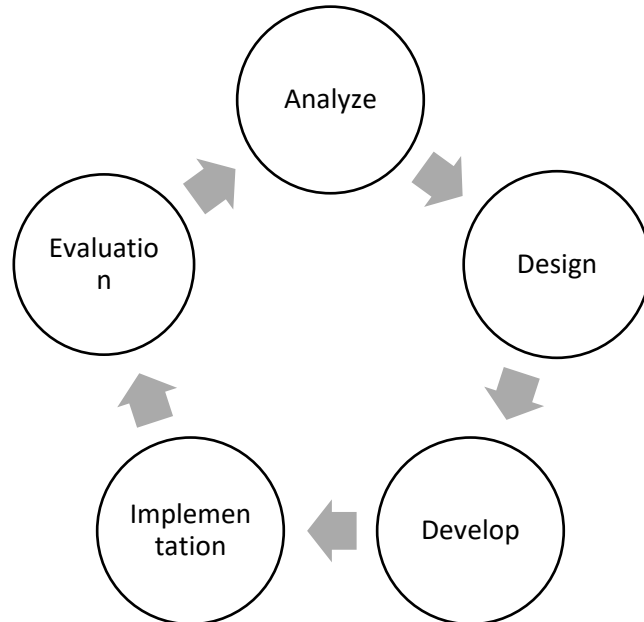 Analyze
Design
Develop
Implemen
tation
Evaluatio
n